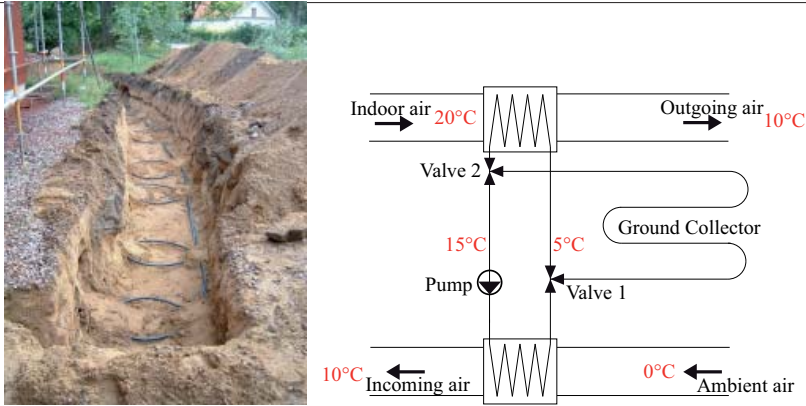 Indoor air
20°C
Outgoing air
10°C
Valve 2
Ground Collector
15°C
5°C
Pump
Valve 1
10°C
Incoming air
0°C
Ambient air